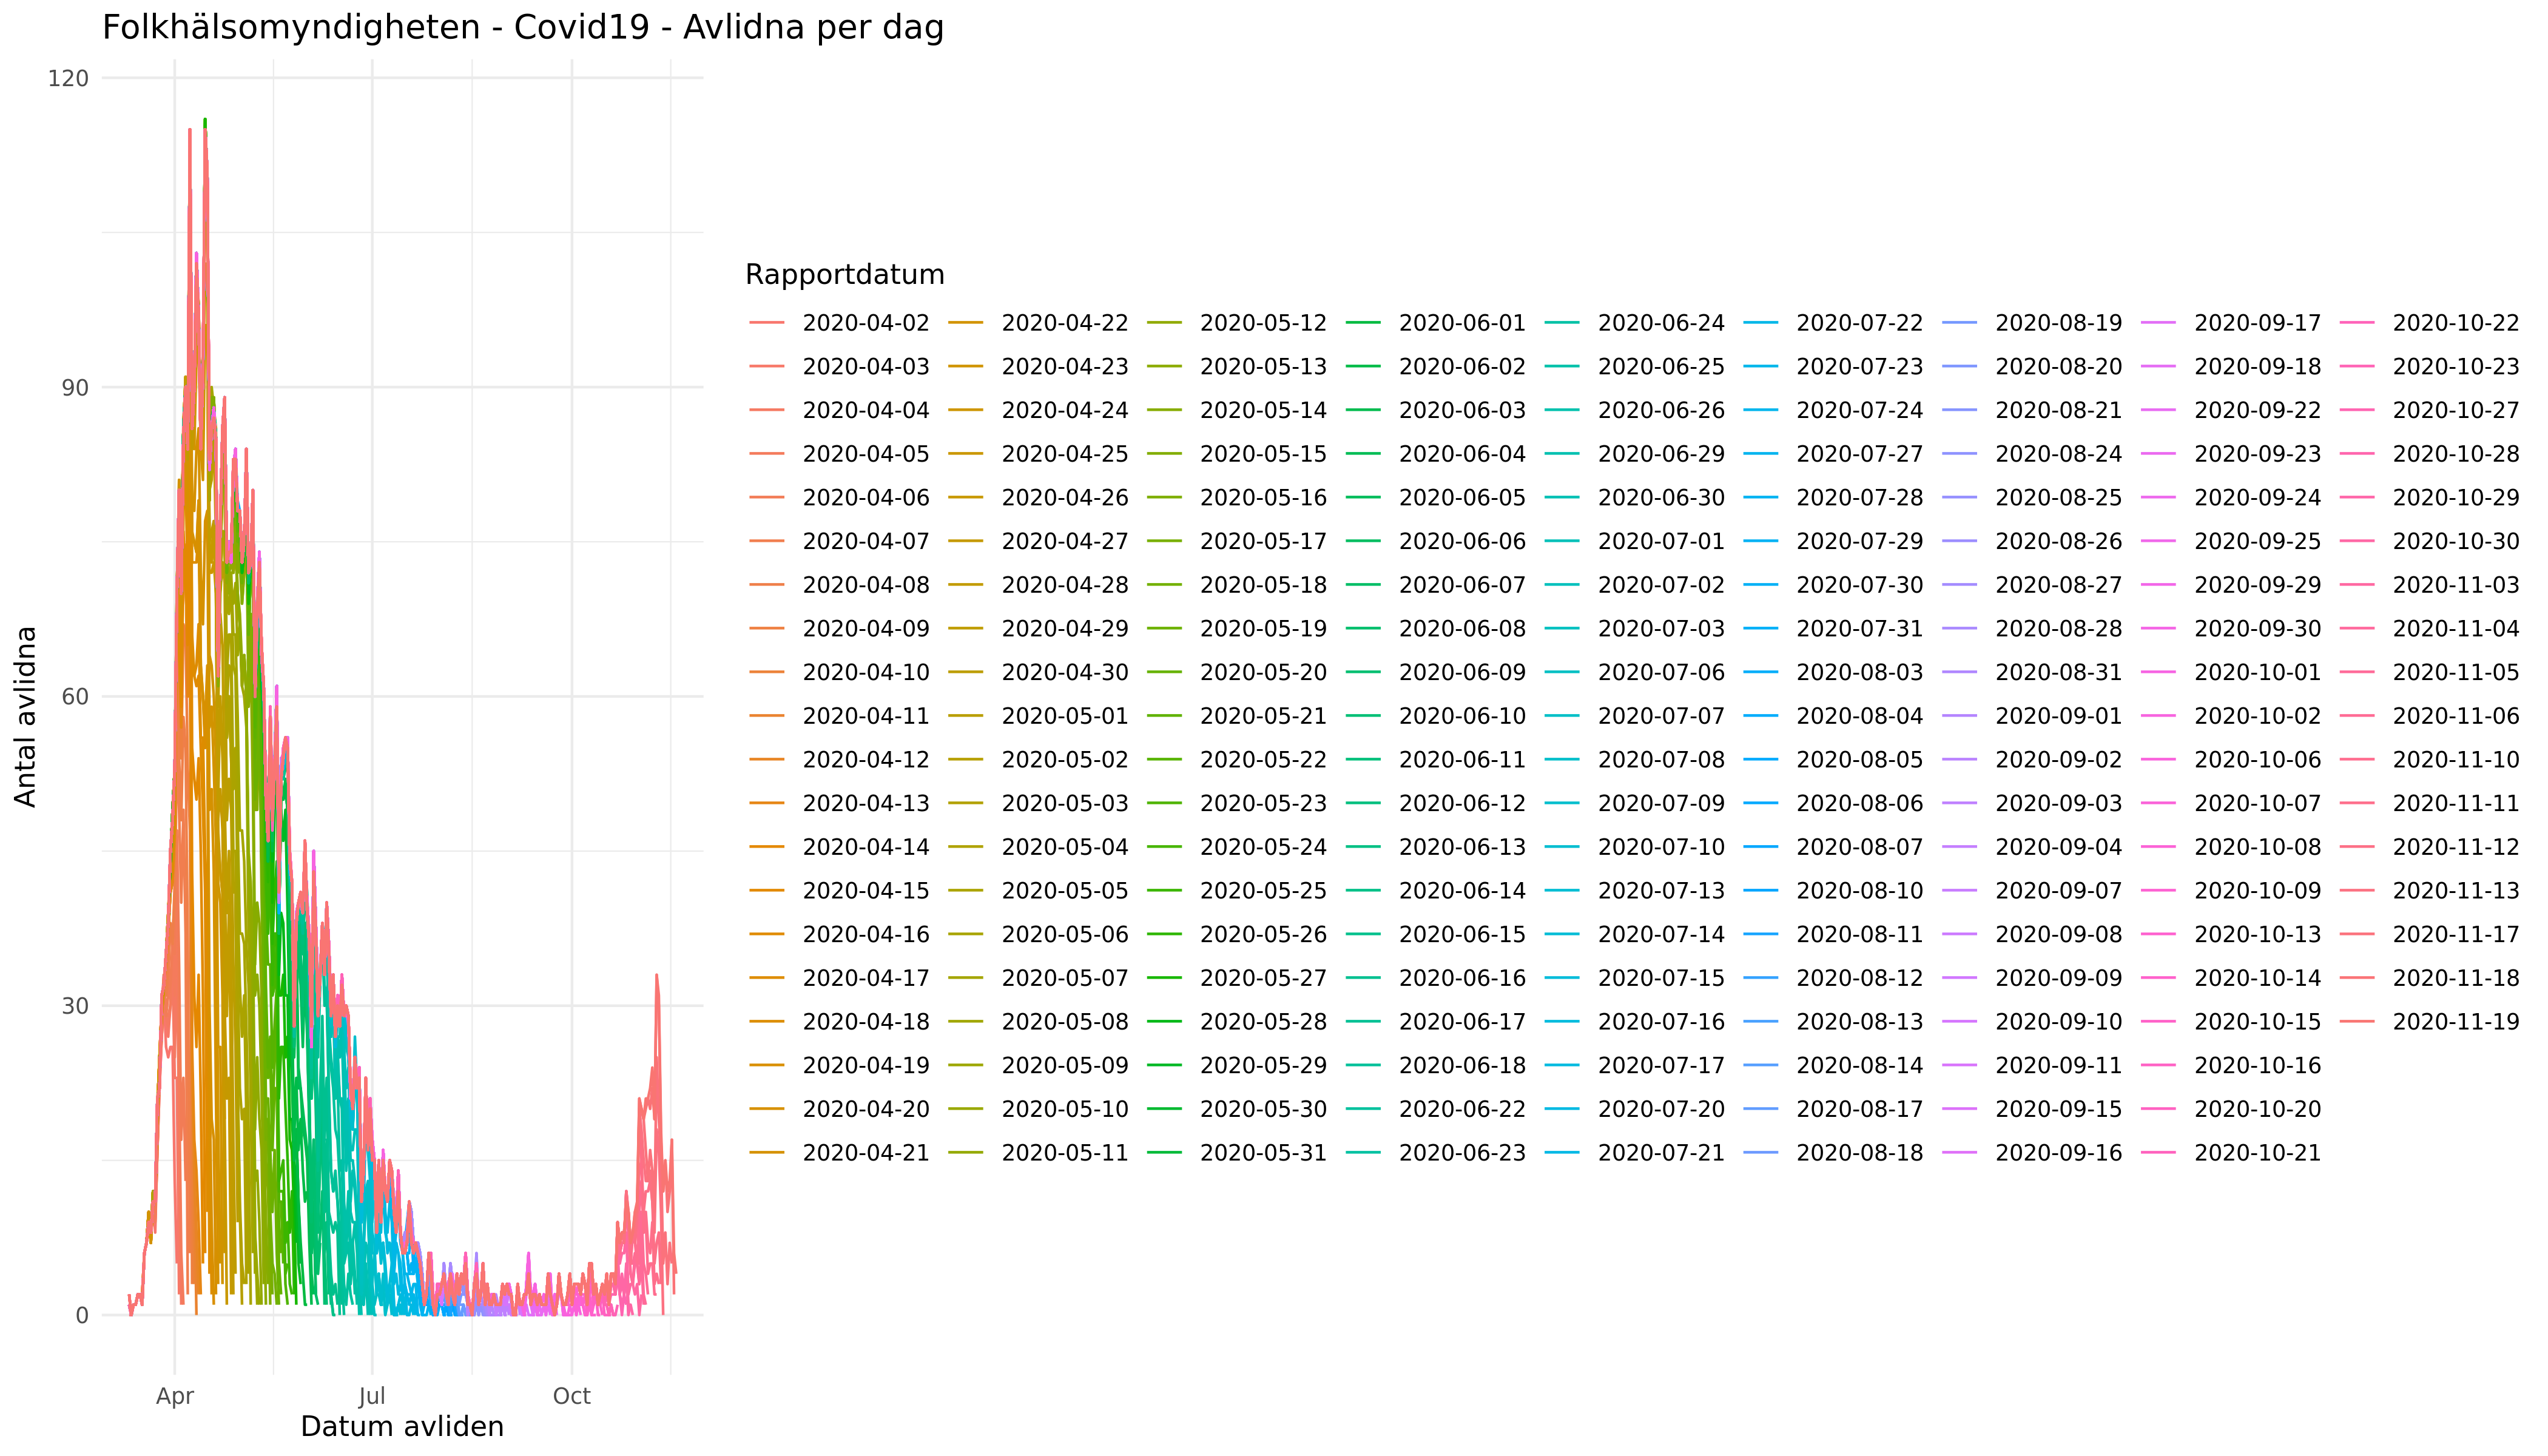 Folkhälsomyndigheten - Covid19 - Avlidna per dag
120
90
60
30
0
Antal avlidna
Apr Jul Oct
Datum avliden
Rapportdatum
2020-04-02 2020-04-22 2020-05-12 2020-06-01 2020-06-24 2020-07-22 2020-08-19 2020-09-17 2020-10-22
2020-04-03 2020-04-23 2020-05-13 2020-06-02 2020-06-25 2020-07-23 2020-08-20 2020-09-18 2020-10-23
2020-04-04 2020-04-24 2020-05-14 2020-06-03 2020-06-26 2020-07-24 2020-08-21 2020-09-22 2020-10-27
2020-04-05 2020-04-25 2020-05-15 2020-06-04 2020-06-29 2020-07-27 2020-08-24 2020-09-23 2020-10-28
2020-04-06 2020-04-26 2020-05-16 2020-06-05 2020-06-30 2020-07-28 2020-08-25 2020-09-24 2020-10-29
2020-04-07 2020-04-27 2020-05-17 2020-06-06 2020-07-01 2020-07-29 2020-08-26 2020-09-25 2020-10-30
2020-04-08 2020-04-28 2020-05-18 2020-06-07 2020-07-02 2020-07-30 2020-08-27 2020-09-29 2020-11-03
2020-04-09 2020-04-29 2020-05-19 2020-06-08 2020-07-03 2020-07-31 2020-08-28 2020-09-30 2020-11-04
2020-04-10 2020-04-30 2020-05-20 2020-06-09 2020-07-06 2020-08-03 2020-08-31 2020-10-01 2020-11-05
2020-04-11 2020-05-01 2020-05-21 2020-06-10 2020-07-07 2020-08-04 2020-09-01 2020-10-02 2020-11-06
2020-04-12 2020-05-02 2020-05-22 2020-06-11 2020-07-08 2020-08-05 2020-09-02 2020-10-06 2020-11-10
2020-04-13 2020-05-03 2020-05-23 2020-06-12 2020-07-09 2020-08-06 2020-09-03 2020-10-07 2020-11-11
2020-04-14 2020-05-04 2020-05-24 2020-06-13 2020-07-10 2020-08-07 2020-09-04 2020-10-08 2020-11-12
2020-04-15 2020-05-05 2020-05-25 2020-06-14 2020-07-13 2020-08-10 2020-09-07 2020-10-09 2020-11-13
2020-04-16 2020-05-06 2020-05-26 2020-06-15 2020-07-14 2020-08-11 2020-09-08 2020-10-13 2020-11-17
2020-04-17 2020-05-07 2020-05-27 2020-06-16 2020-07-15 2020-08-12 2020-09-09 2020-10-14 2020-11-18
2020-04-18 2020-05-08 2020-05-28 2020-06-17 2020-07-16 2020-08-13 2020-09-10 2020-10-15 2020-11-19
2020-04-19 2020-05-09 2020-05-29 2020-06-18 2020-07-17 2020-08-14 2020-09-11 2020-10-16
2020-04-20 2020-05-10 2020-05-30 2020-06-22 2020-07-20 2020-08-17 2020-09-15 2020-10-20
2020-04-21 2020-05-11 2020-05-31 2020-06-23 2020-07-21 2020-08-18 2020-09-16 2020-10-21